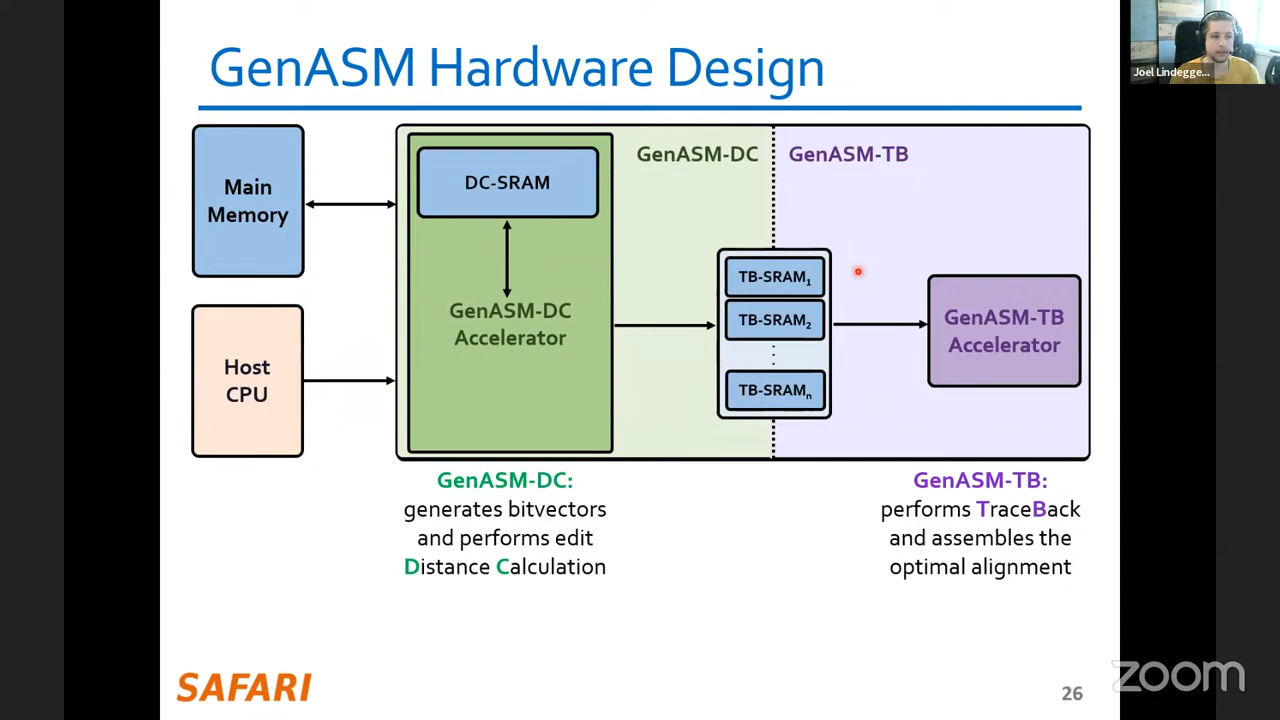 GenASM Hardware Design
Joel Lindegge...
Main
Memory
Host
CPU
DC-SRAM
GenASM-DC
Accelerator
GenASM-DC
GenASM-TB
TB-SRAM1
TB-SRAM2
TB-SRAMn
GenASM-TB
Accelerator
GenASM-DC:
generates bitvectors
and performs edit
Distance Calculation
GenASM-TB:
performs TraceBack
and assembles the
optimal alignment
SAFARI
26
zoom